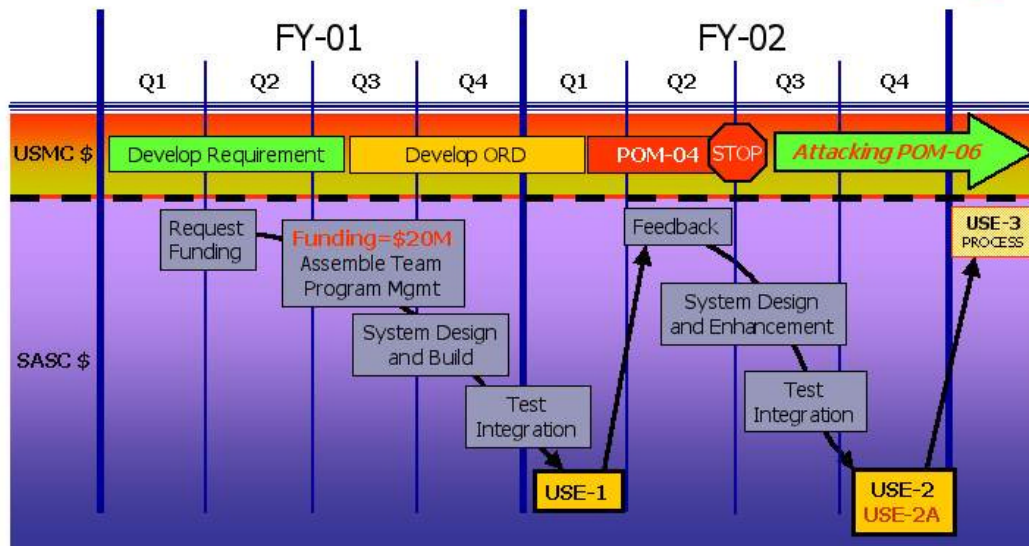 FY-01
FY-02
Q1 Q2 Q3 Q4 Q1 Q2 Q3 Q4
USMC $
Develop Requirement
Develop ORD
POM-04
STOP
Attacking POM-06
SASC $
Request
Funding
Funding=$20M
Assemble Team
Program Mgmt
System Design
and Build
Test
Integration
USE-1
Feedback
System Design
and Enhancement
Test
Integration
USE-2
USE-2A
USE-3
PROCESS